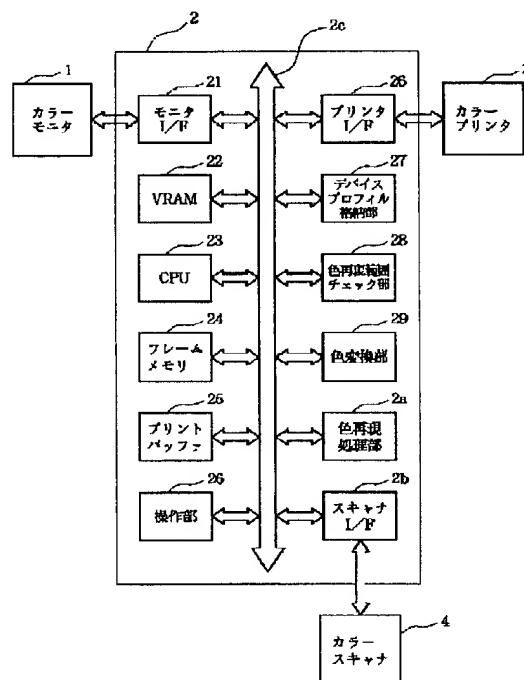 2
2c
1
カラー
モニタ
21
モニタ
I/F
26
プリンタ
I/F
カラー
プリンタ
22
VRAM
27
デバイス
プロフィル
格納部
23
CPU
28
色再現範囲
チェック部
24
フレーム
メモリ
29
色変換部
25
プリント
バッファ
2a
色再現
処理部
26
操作部
2b
スキャナ
I/F
4
カラー
スキャナ